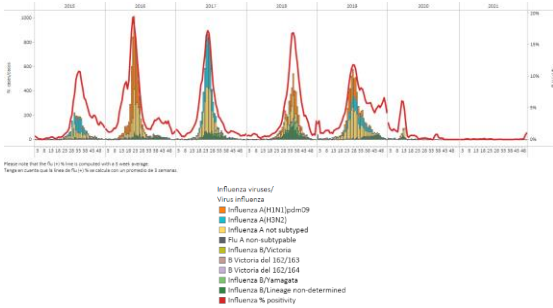 2015 2016 2017 2018 2019 2020 2021
1000
800
600
400
200
0
20%
15%
10%
5%
0%
Please note that the flu (+) % line is computed with a 5 week average.
Tenga en cuenta que la línea de flu (+) % se calcula con un promedio de 5 semanas.
Influenza viruses/
Virus influenza
Influenza A(H1N1)pdm09
Influenza A(H3N2)
Influenza A not subtyped
Flu A non-subtypable
Influenza B/Victoria
B Victoria del 162/163
B Victoria del 162/164
Influenza B/Yamagata
Influenza B/Lineage non-determined
Influenza % positivity